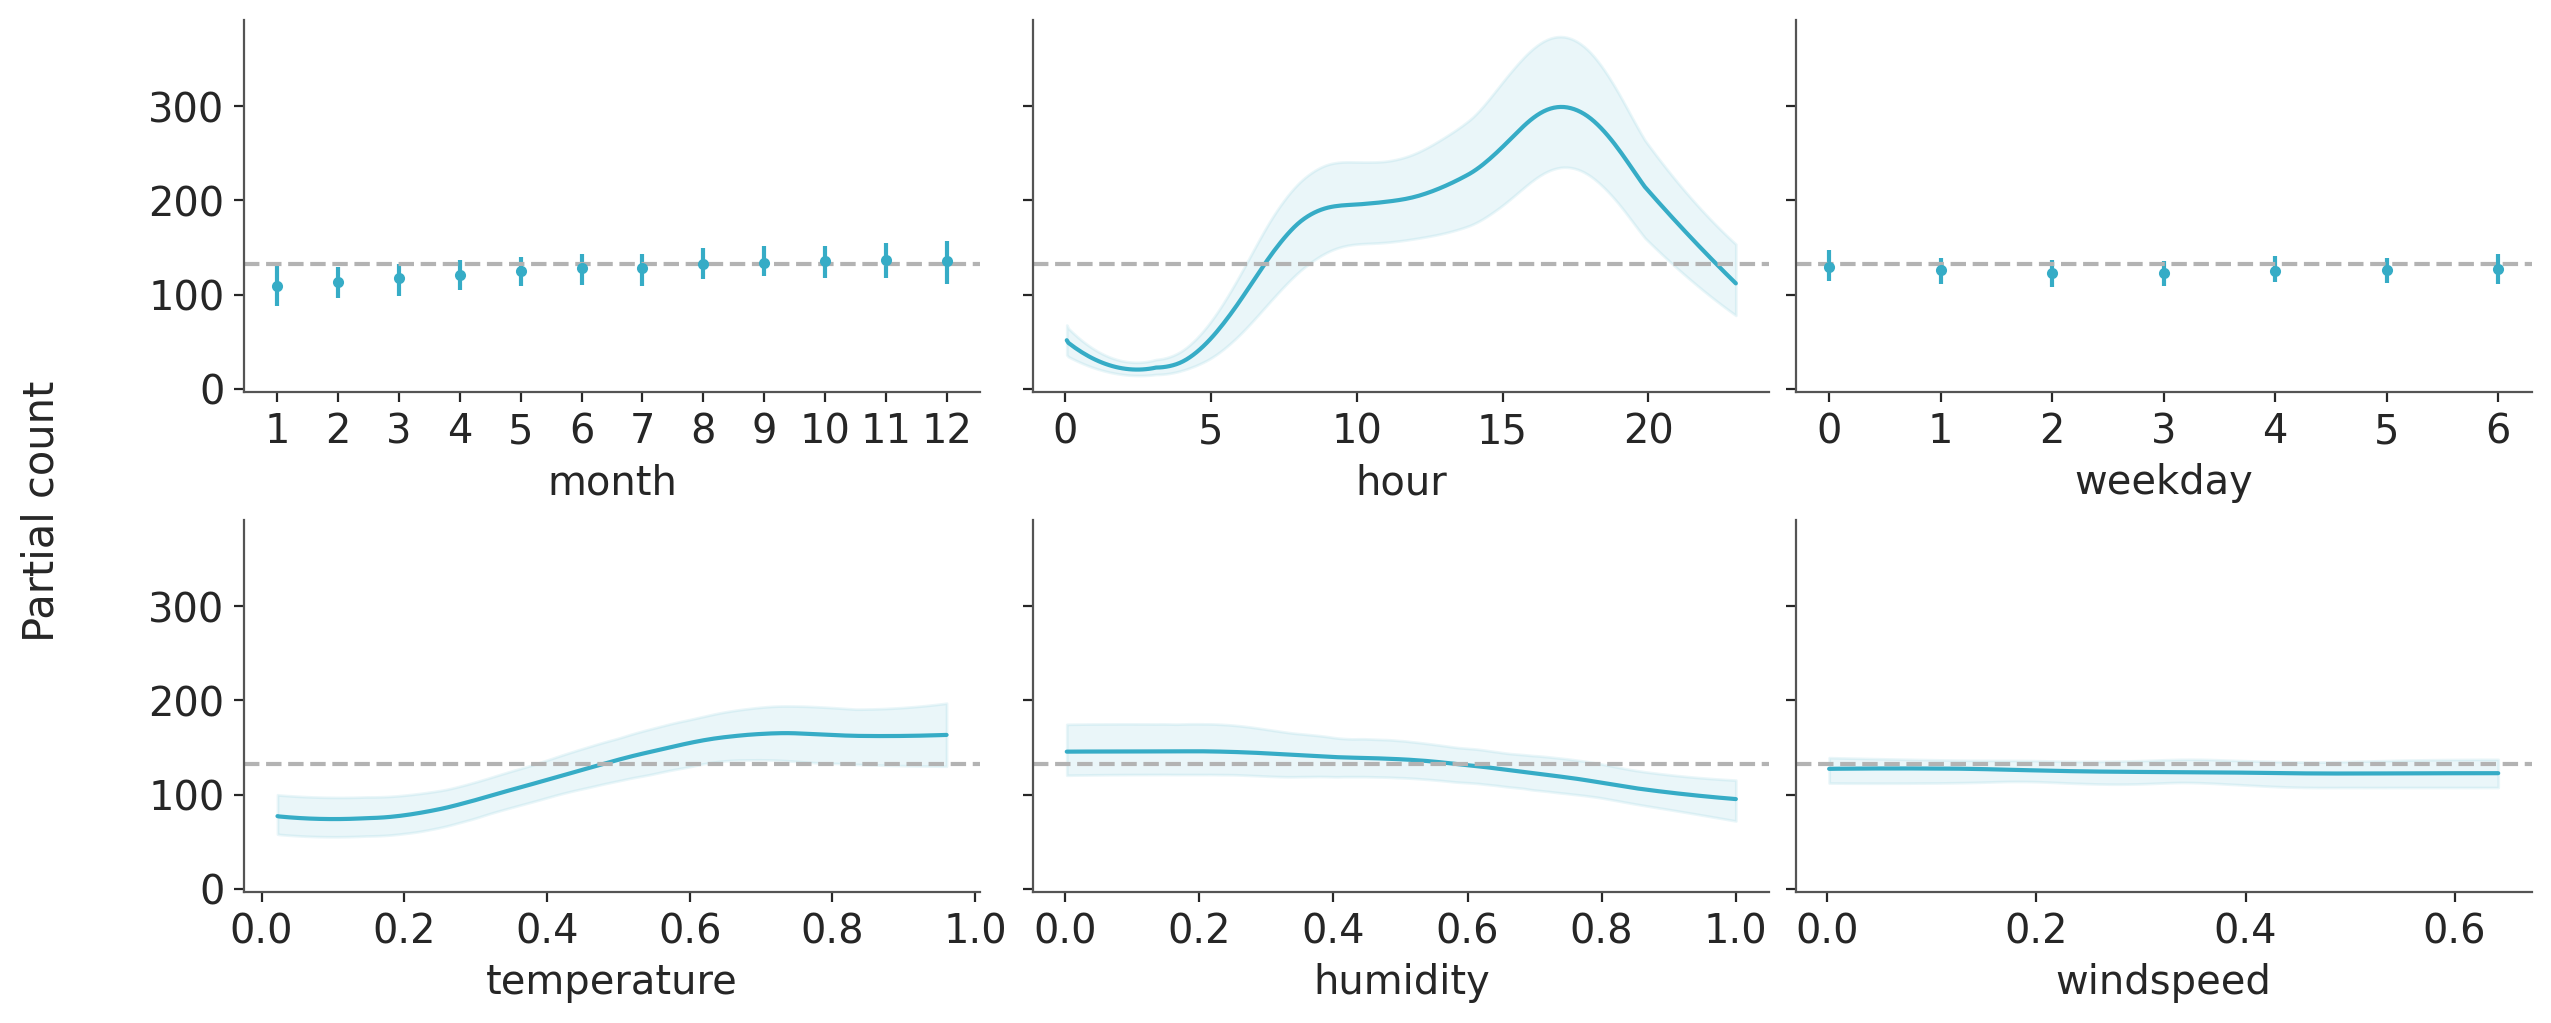 Partial count
300
200
100
0
1 2 3 4 5 6 7 8 9 10 11 12
month
0 5 10 15 20
hour
0 1 2 3 4 5 6
weekday
300
200
100
0
0.0 0.2 0.4 0.6 0.8 1.0
temperature
0.0 0.2 0.4 0.6 0.8 1.0
humidity
0.0 0.2 0.4 0.6
windspeed